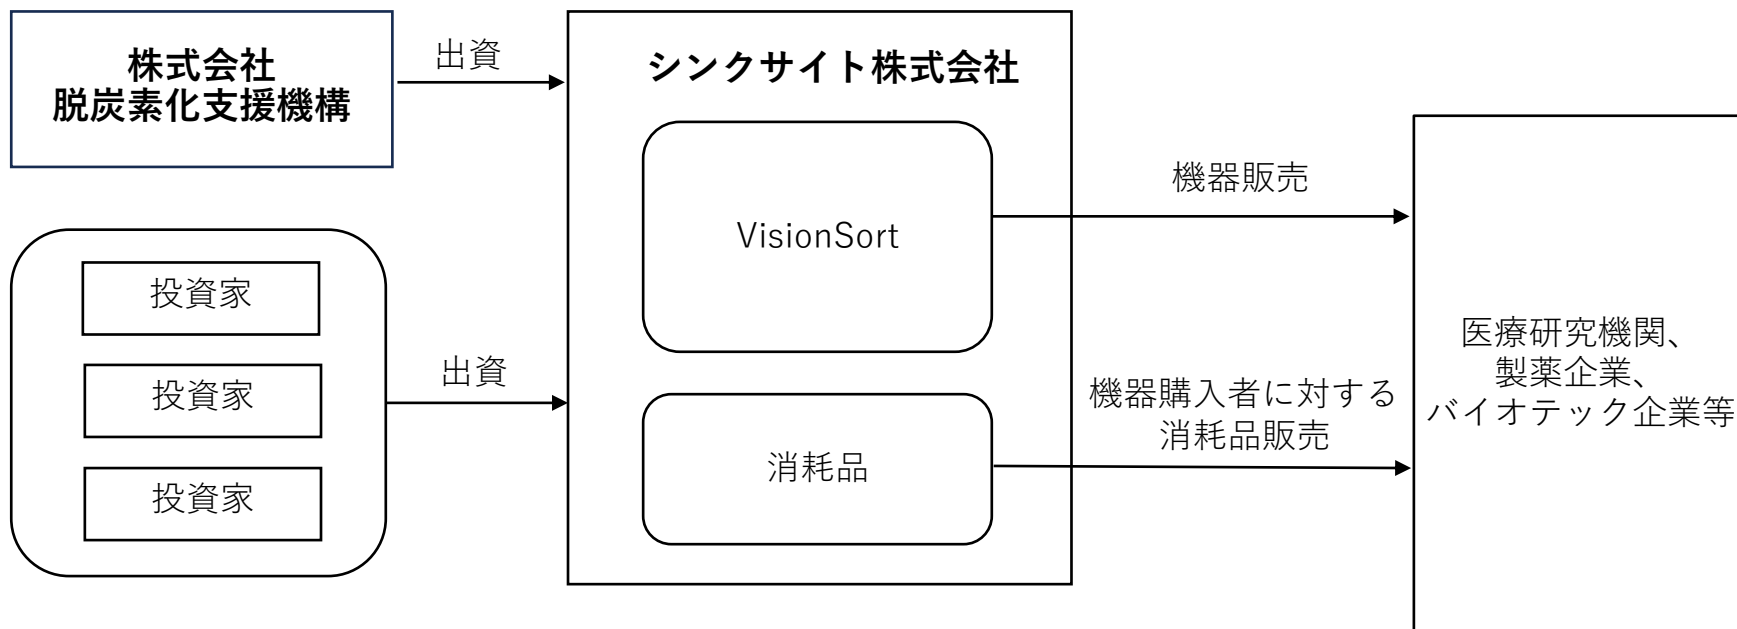 株式会社
脱炭素化支援機構
出資
シンクサイト株式会社
VisionSort
機器販売
投資家
投資家
投資家
出資
消耗品
機器購入者に対する
消耗品販売
医療研究機関、
製薬企業、
バイオテック企業等